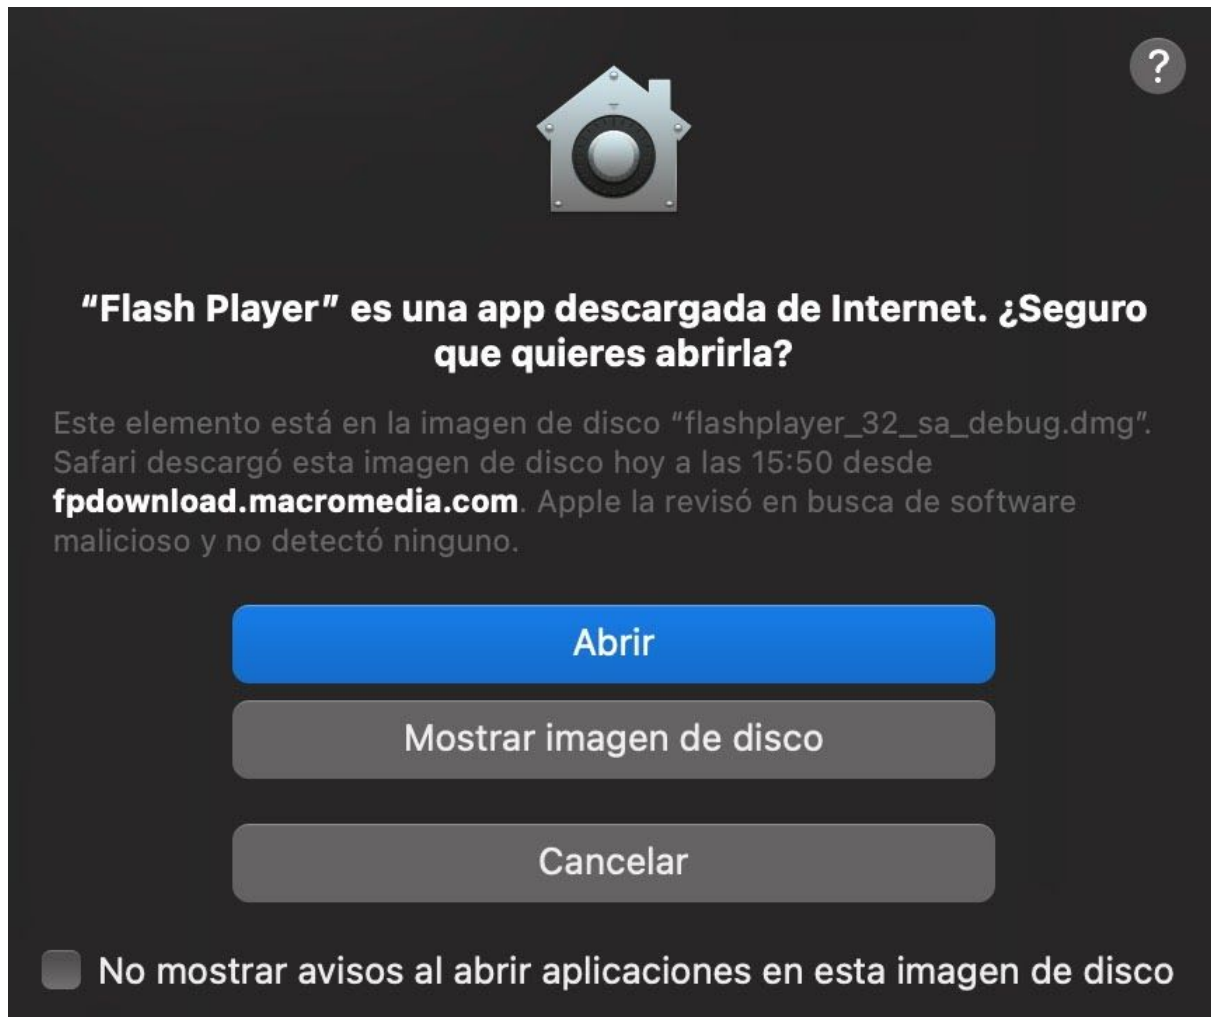 ?
“Flash Player” es una app descargada de Internet. ¿Seguro
que quieres abrirla?
Este elemento está en la imagen de disco “flashplayer_32_sa_debug.dmg”.
Safari descargó esta imagen de disco hoy a las 15:50 desde
fpdownload.macromedia.com. Apple la revisó en busca de software
malicioso y no detectó ninguno.
Abrir
Mostrar imagen de disco
Cancelar
No mostrar avisos al abrir aplicaciones en esta imagen de disco